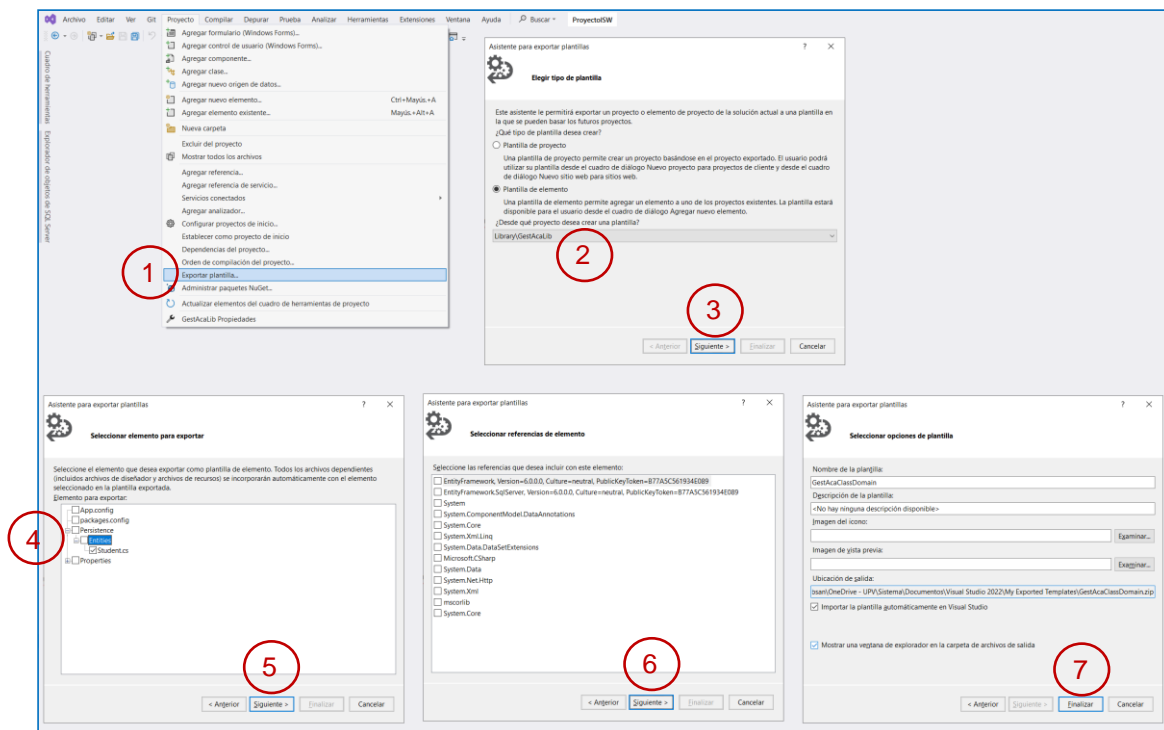 Archivo Editar Ver Git Proyecto Compilar Depurar Prueba Analizar Herramientas Extensiones Ventana Ayuda Buscar ProyectoISW
Cuadro de herramientas
Explorador de objetos de SQL Server
Agregar formulario (Windows Forms)...
Agregar control de usuario (Windows Forms)...
Agregar componente...
Agregar clase...
Agregar nuevo origen de datos...
Agregar nuevo elemento... Ctrl+Mayús.+A
Agregar elemento existente... Mayús.+Alt+A
Nueva carpeta
Excluir del proyecto
Mostrar todos los archivos
Agregar referencia...
Agregar referencia de servicio...
Servicios conectados
Agregar analizador...
Configurar proyectos de inicio...
Establecer como proyecto de inicio
Dependencias del proyecto...
Orden de compilación del proyecto...
1
Exportar plantilla...
Administrar paquetes NuGet...
Actualizar elementos del cuadro de herramientas de proyecto
GestAcaLib Propiedades
Asistente para exportar plantillas ? ×
Elegir tipo de plantilla
Este asistente le permitirá exportar un proyecto o elemento de proyecto de la solución actual a una plantilla en
la que se pueden basar los futuros proyectos.
¿Qué tipo de plantilla desea crear?
Plantilla de proyecto
Una plantilla de proyecto permite crear un proyecto basándose en el proyecto exportado. El usuario podrá
utilizar su plantilla desde el cuadro de diálogo Nuevo proyecto para proyectos de cliente y desde el cuadro
de diálogo Nuevo sitio web para sitios web.
Plantilla de elemento
Una plantilla de elemento permite agregar un elemento a uno de los proyectos existentes. La plantilla estará
disponible para el usuario desde el cuadro de diálogo Agregar nuevo elemento.
¿Desde qué proyecto desea crear una plantilla?
Library\GestAcaLib
2
3
< Anterior Siguiente > Finalizar Cancelar
Asistente para exportar plantillas ? ×
Seleccionar elemento para exportar
Seleccione el elemento que desea exportar como plantilla de elemento. Todos los archivos dependientes
(incluidos archivos de diseñador y archivos de recursos) se incorporarán automáticamente con el elemento
seleccionado en la plantilla exportada.
Elemento para exportar:
App.config
packages.config
Persistence
4
Entities
Student.cs
Properties
5
< Anterior Siguiente > Finalizar Cancelar
Asistente para exportar plantillas ? ×
Seleccionar referencias de elemento
Seleccione las referencias que desea incluir con este elemento:
EntityFramework, Version=6.0.0.0, Culture=neutral, PublicKeyToken=B77A5C561934E089
EntityFramework.SqlServer, Version=6.0.0.0, Culture=neutral, PublicKeyToken=B77A5C561934E089
System
System.ComponentModel.DataAnnotations
System.Core
System.Xml.Linq
System.Data.DataSetExtensions
Microsoft.CSharp
System.Data
System.Net.Http
System.Xml
mscorlib
System.Core
6
< Anterior Siguiente > Finalizar Cancelar
Asistente para exportar plantillas ? ×
Seleccionar opciones de plantilla
Nombre de la plantilla:
GestAcaClassDomain
Descripción de la plantilla:
<No hay ninguna descripción disponible>
Imagen del icono:
Examinar...
Imagen de vista previa:
Examinar...
Ubicación de salida:
bsan\OneDrive - UPV\Sistema\Documentos\Visual Studio 2022\My Exported Templates\GestAcaClassDomain.zip
Importar la plantilla automáticamente en Visual Studio
Mostrar una ventana de explorador en la carpeta de archivos de salida
7
< Anterior Siguiente > Finalizar Cancelar